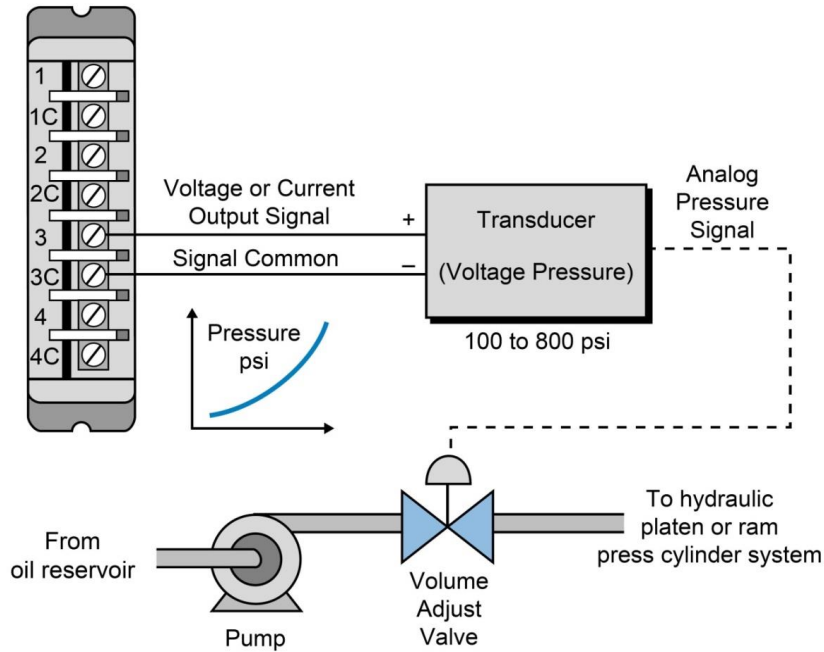 1
1C
2
2C
3
3C
4
4C
Voltage or Current
Output Signal
Signal Common
+
–
Transducer
(Voltage Pressure)
100 to 800 psi
Analog
Pressure
Signal
Pressure
psi
From
oil reservoir
Pump
Volume
Adjust
Valve
To hydraulic
platen or ram
press cylinder system